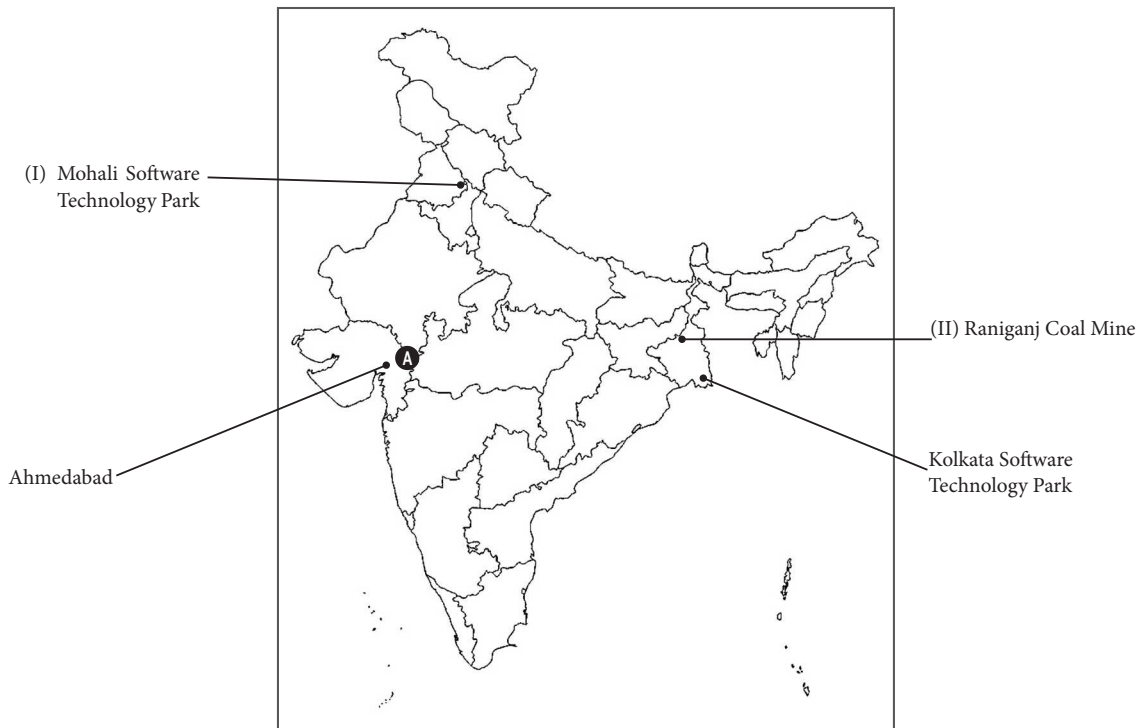 (I) Mohali Software
Technology Park
(II) Raniganj Coal Mine
A
Ahmedabad
Kolkata Software
Technology Park